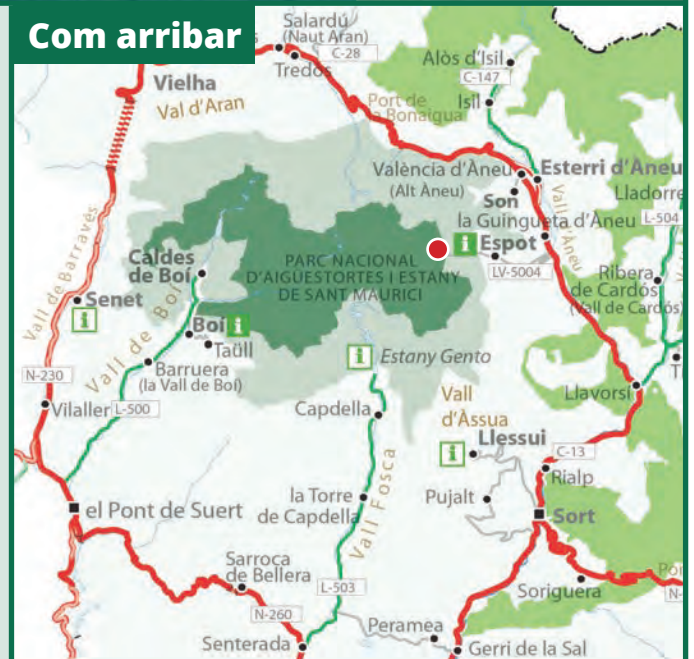 Com arribar
Salardú
(Naut Aran)
C-28
Tredòs
Alòs d'Isil
C-147
Isil
Vielha
Val d'Aran
Port de
la Bonaigua
València d'Àneu
(Alt Àneu)
Esterri d'Àneu
Son
Lladorre
la Guingueta d'Àneu
L-504
Vall d'Àneu
i Espot
LV-5004
PARC NACIONAL
D'AIGÜESTORTES I ESTANY
DE SANT MAURICI
Caldes
de Boí
Ribera
de Cardós
(Vall de Cardós)
Vall de Barravés
Senet
i
Vall de Boí
Boí i
Taüll
i Estany Gento
Barruera
(la Vall de Boí)
N-230
Vilaller
L-500
Capdella
Vall
d'Àssua
Llavorsí
Llessui
i
C-13
Rialp
Pujalt
el Pont de Suert
la Torre
de Capdella
Vall Fosca
Sort
Sarroca
de Bellera
L-503
Soriguera
N-260
Peramea
Senterada
Gerri de la Sal